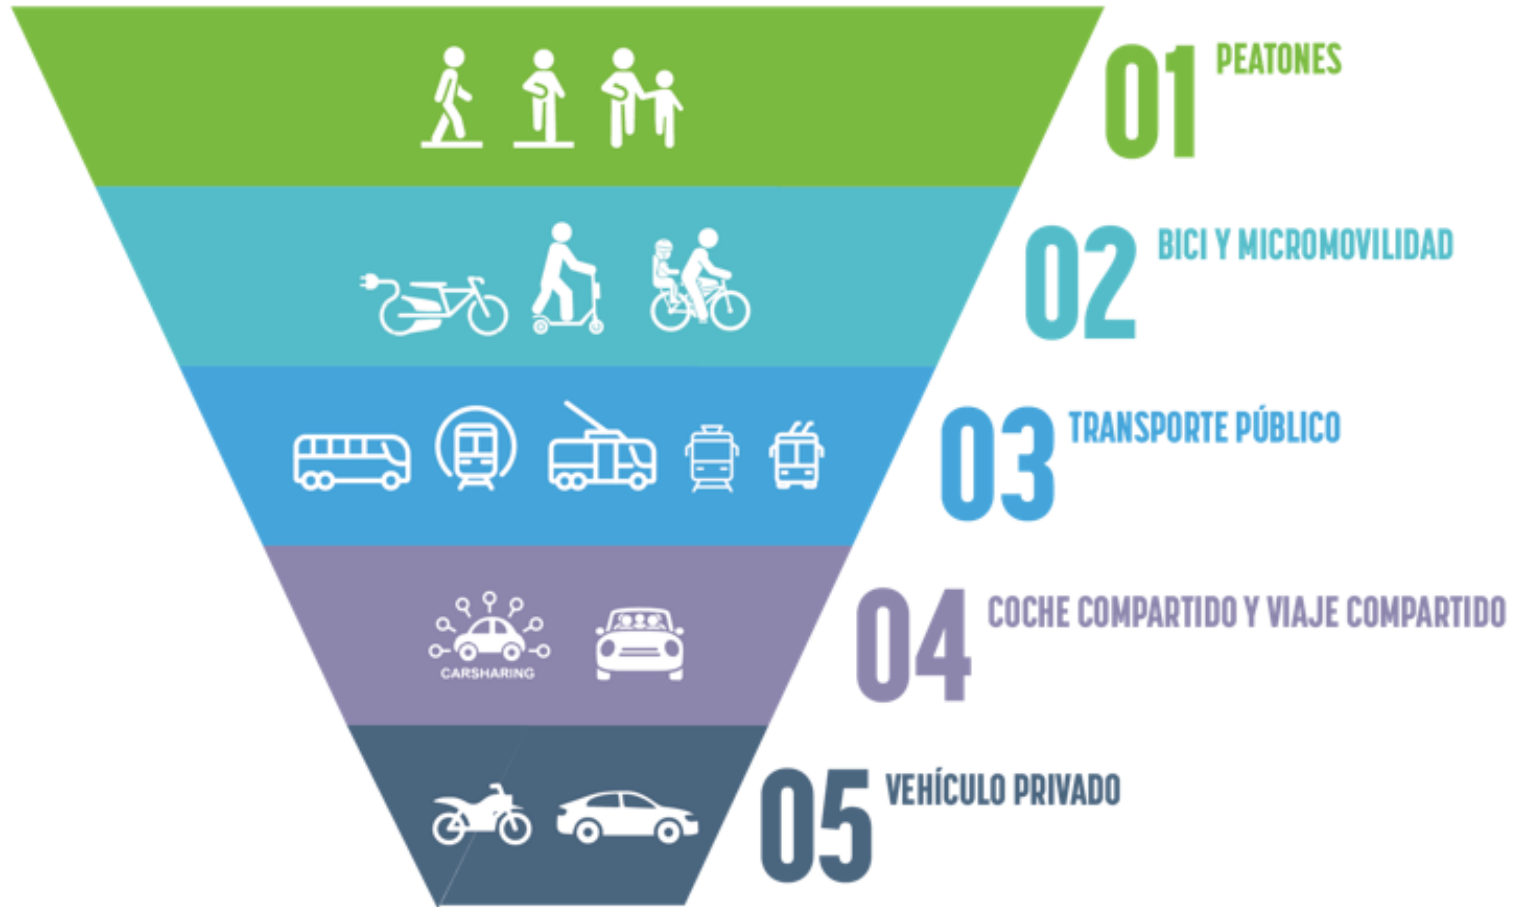 01 PEATONES
02 BICI Y MICROMOVILIDAD
03 TRANSPORTE PÚBLICO
04 COCHE COMPARTIDO Y VIAJE COMPARTIDO
CARSHARING
05 VEHÍCULO PRIVADO